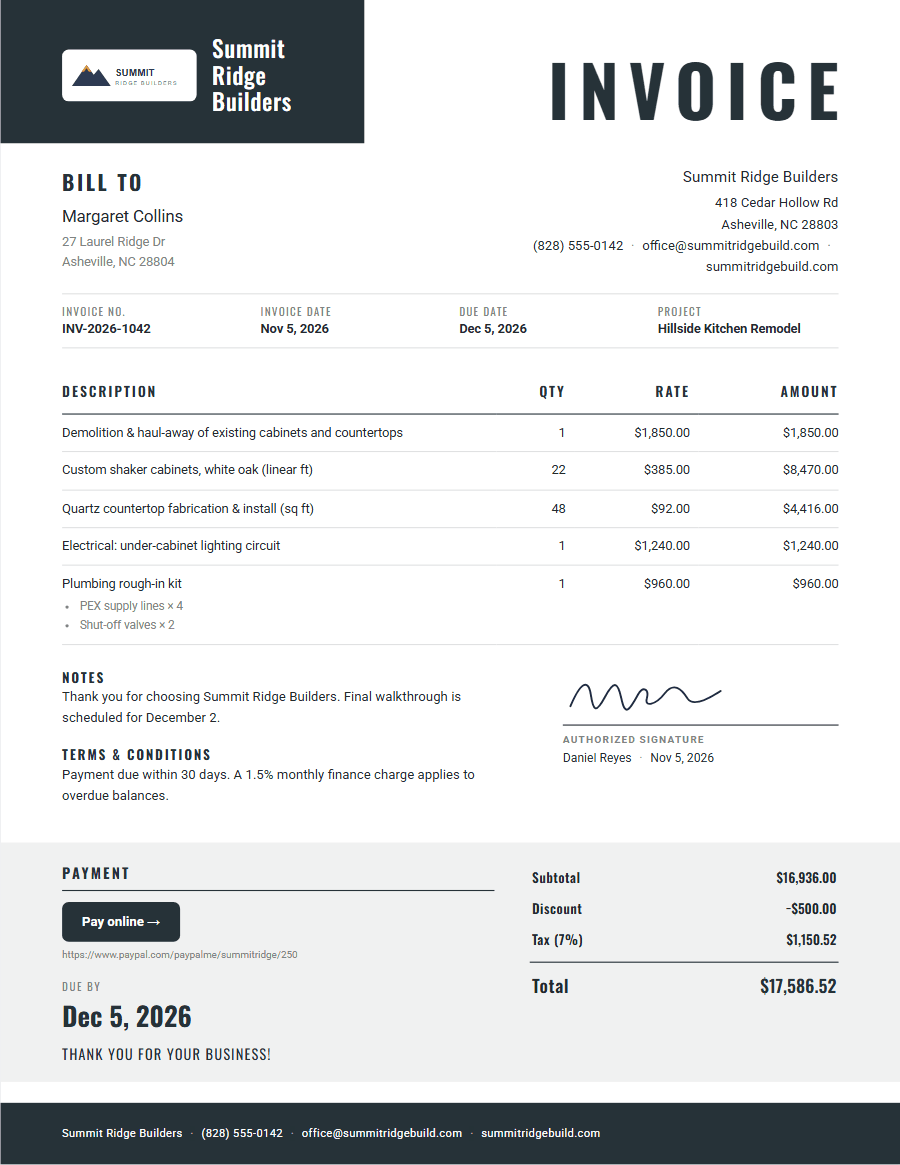 SUMMIT
RIDGE BUILDERS
Summit
Ridge
Builders
INVOICE
BILL TO
Margaret Collins
27 Laurel Ridge Dr
Asheville, NC 28804
Summit Ridge Builders
418 Cedar Hollow Rd
Asheville, NC 28803
(828) 555-0142 · office@summitridgebuild.com ·
summitridgebuild.com
INVOICE NO. INVOICE DATE DUE DATE PROJECT
INV-2026-1042 Nov 5, 2026 Dec 5, 2026 Hillside Kitchen Remodel
DESCRIPTION QTY RATE AMOUNT
Demolition & haul-away of existing cabinets and countertops 1 $1,850.00 $1,850.00
Custom shaker cabinets, white oak (linear ft) 22 $385.00 $8,470.00
Quartz countertop fabrication & install (sq ft) 48 $92.00 $4,416.00
Electrical: under-cabinet lighting circuit 1 $1,240.00 $1,240.00
Plumbing rough-in kit 1 $960.00 $960.00
• PEX supply lines × 4
• Shut-off valves × 2
NOTES
Thank you for choosing Summit Ridge Builders. Final walkthrough is
scheduled for December 2.
TERMS & CONDITIONS
Payment due within 30 days. A 1.5% monthly finance charge applies to
overdue balances.
AUTHORIZED SIGNATURE
Daniel Reyes · Nov 5, 2026
PAYMENT
Pay online →
https://www.paypal.com/paypalme/summitridge/250
DUE BY
Dec 5, 2026
THANK YOU FOR YOUR BUSINESS!
Subtotal $16,936.00
Discount −$500.00
Tax (7%) $1,150.52
Total $17,586.52
Summit Ridge Builders · (828) 555-0142 · office@summitridgebuild.com · summitridgebuild.com